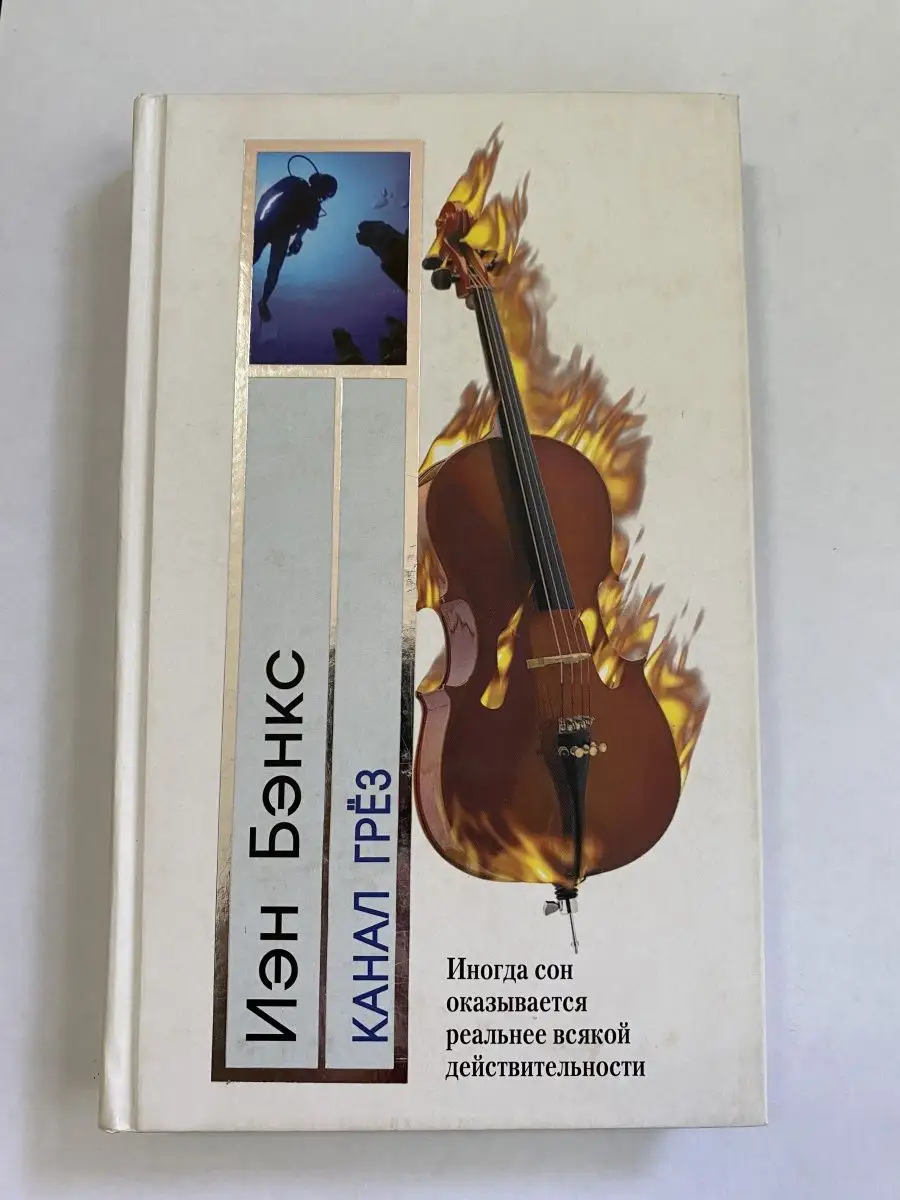 Иэн Бэнкс
КАНАЛ ГРЁЗ
Иногда сон
оказывается
реальнее всякой
действительности